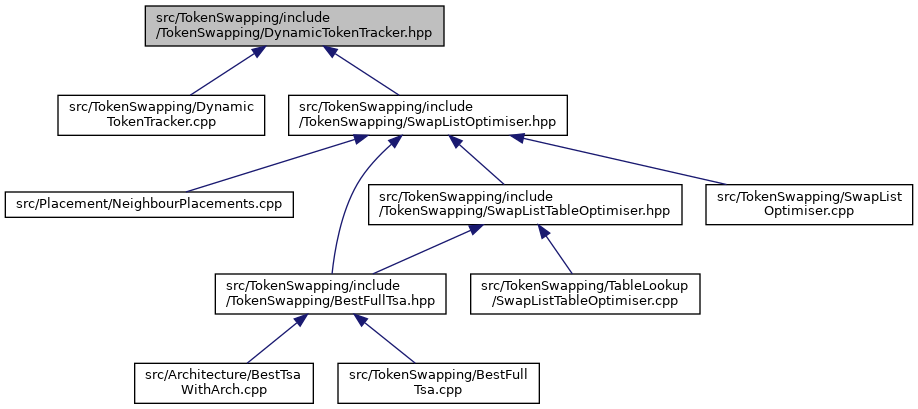 src/TokenSwapping/include
/TokenSwapping/DynamicTokenTracker.hpp
src/TokenSwapping/Dynamic
TokenTracker.cpp
src/TokenSwapping/include
/TokenSwapping/SwapListOptimiser.hpp
src/Placement/NeighbourPlacements.cpp
src/TokenSwapping/include
/TokenSwapping/SwapListTableOptimiser.hpp
src/TokenSwapping/SwapList
Optimiser.cpp
src/TokenSwapping/include
/TokenSwapping/BestFullTsa.hpp
src/TokenSwapping/TableLookup
/SwapListTableOptimiser.cpp
src/Architecture/BestTsa
WithArch.cpp
src/TokenSwapping/BestFull
Tsa.cpp